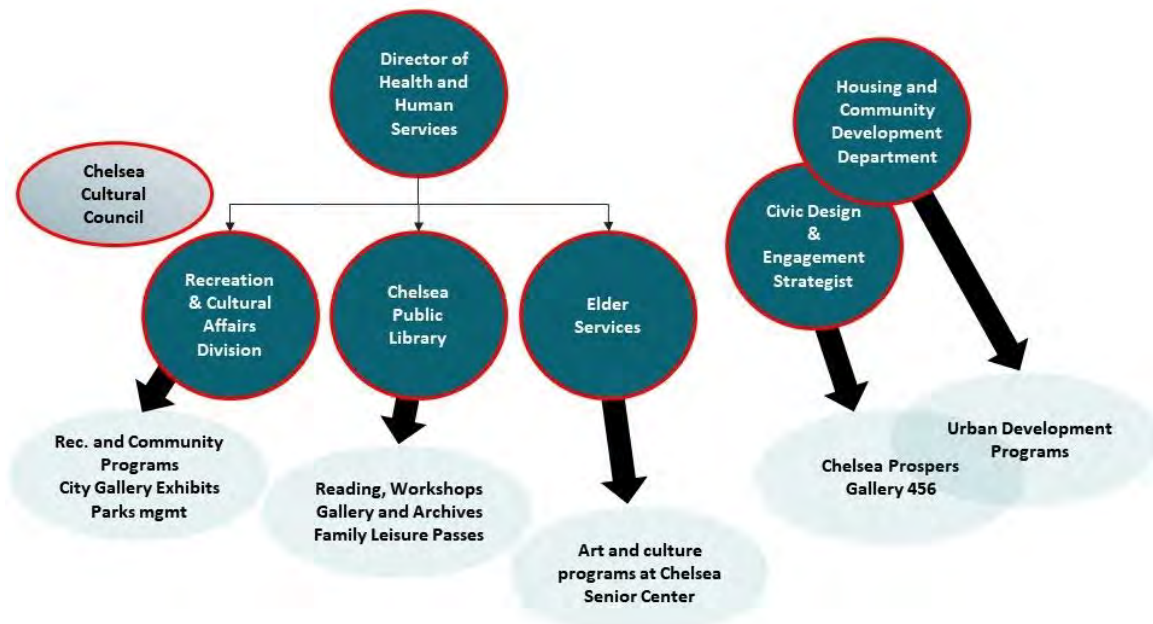 Director of
Health and
Human
Services
Housing and
Community
Development
Department
Chelsea
Cultural
Council
Civic Design
&
Engagement
Strategist
Recreation
& Cultural
Affairs
Division
Chelsea
Public
Library
Elder
Services
Rec. and Community
Programs
City Gallery Exhibits
Parks mgmt
Reading, Workshops
Gallery and Archives
Family Leisure Passes
Art and culture
programs at Chelsea
Senior Center
Chelsea Prospers
Gallery 456
Urban Development
Programs